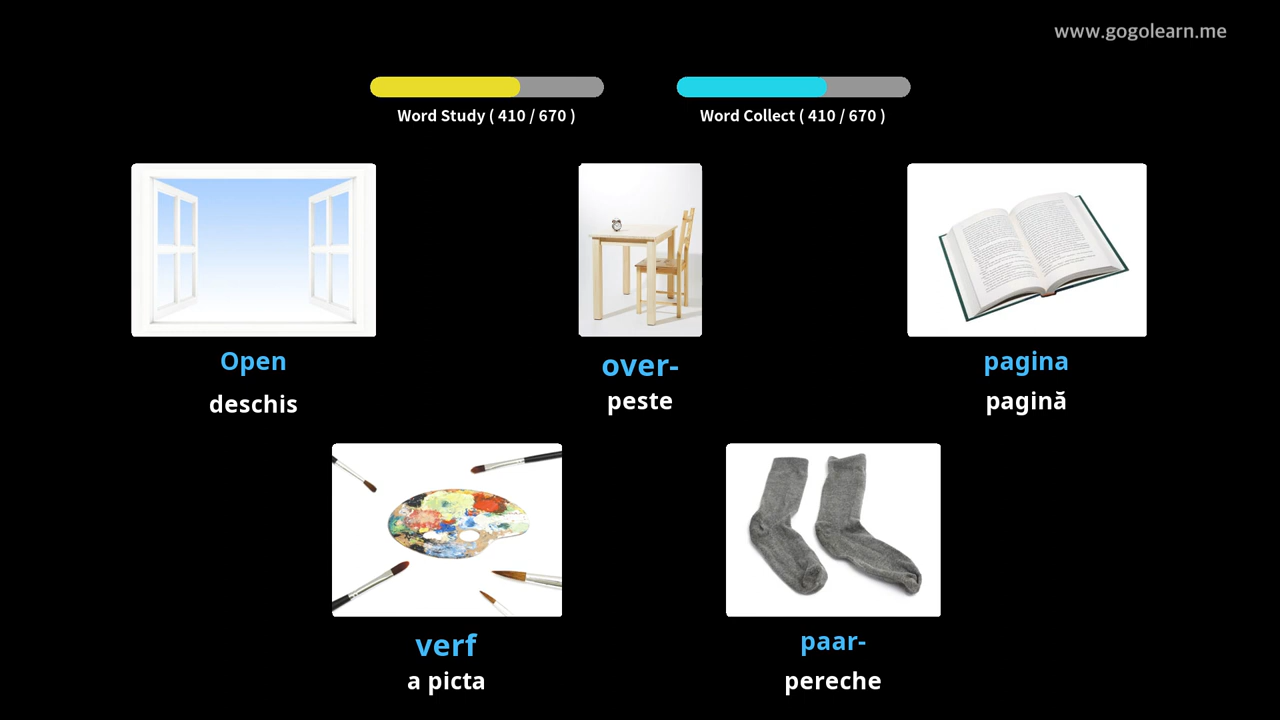 www.gogolearn.me
Word Study ( 410 / 670 )
Word Collect ( 410 / 670 )
Open
deschis
over-
peste
pagina
pagină
verf
a picta
paar-
pereche